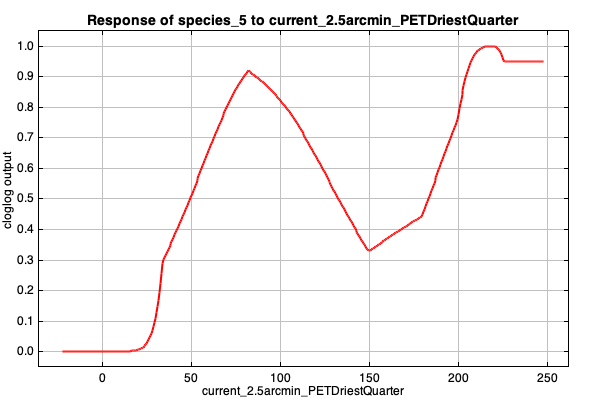 Response of species_5 to current_2.5arcmin_PETDriestQuarter
cloglog output
1.0
0.9
0.8
0.7
0.6
0.5
0.4
0.3
0.2
0.1
0.0
0 50 100 150 200 250
current_2.5arcmin_PETDriestQuarter